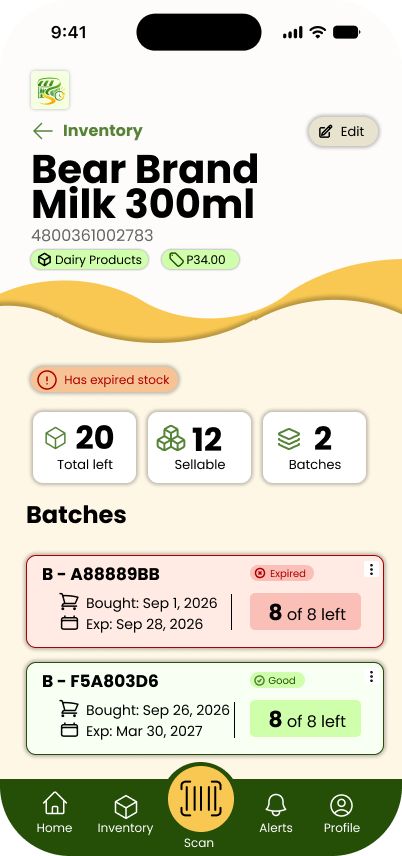 9:41
Inventory
Edit
Bear Brand
Milk 300ml
4800361002783
Dairy Products
P34.00
Has expired stock
20
Total left
12
Sellable
2
Batches
Batches
B - A88889BB
Expired
Bought: Sep 1, 2026
Exp: Sep 28, 2026
8 of 8 left
B - F5A803D6
Good
Bought: Sep 26, 2026
Exp: Mar 30, 2027
8 of 8 left
Home
Inventory
Scan
Alerts
Profile